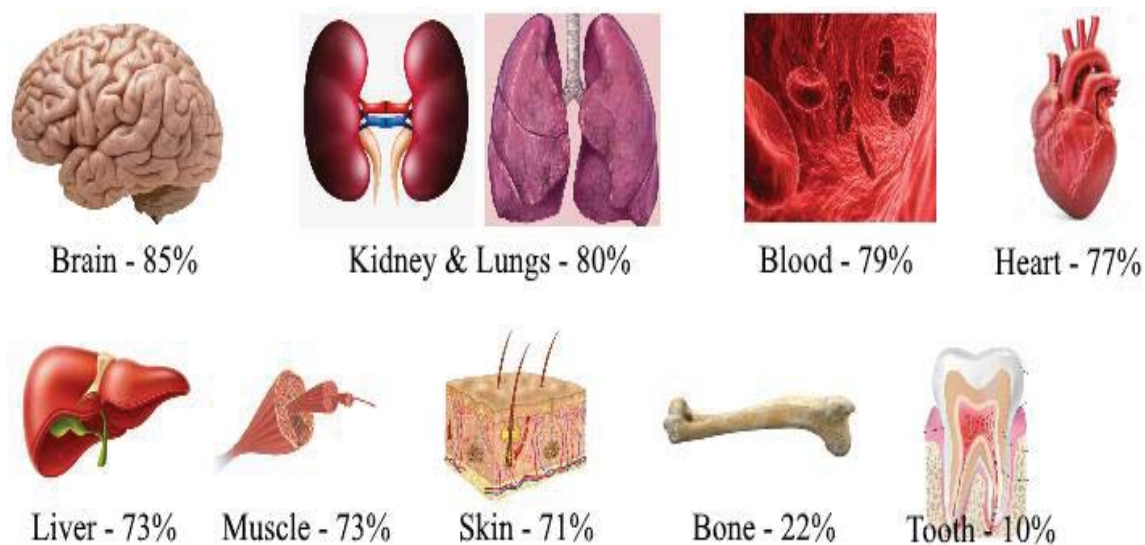 Brain - 85%
Kidney & Lungs - 80%
Blood - 79%
Heart - 77%
Liver - 73%
Muscle - 73%
Skin - 71%
Bone - 22%
Tooth - 10%